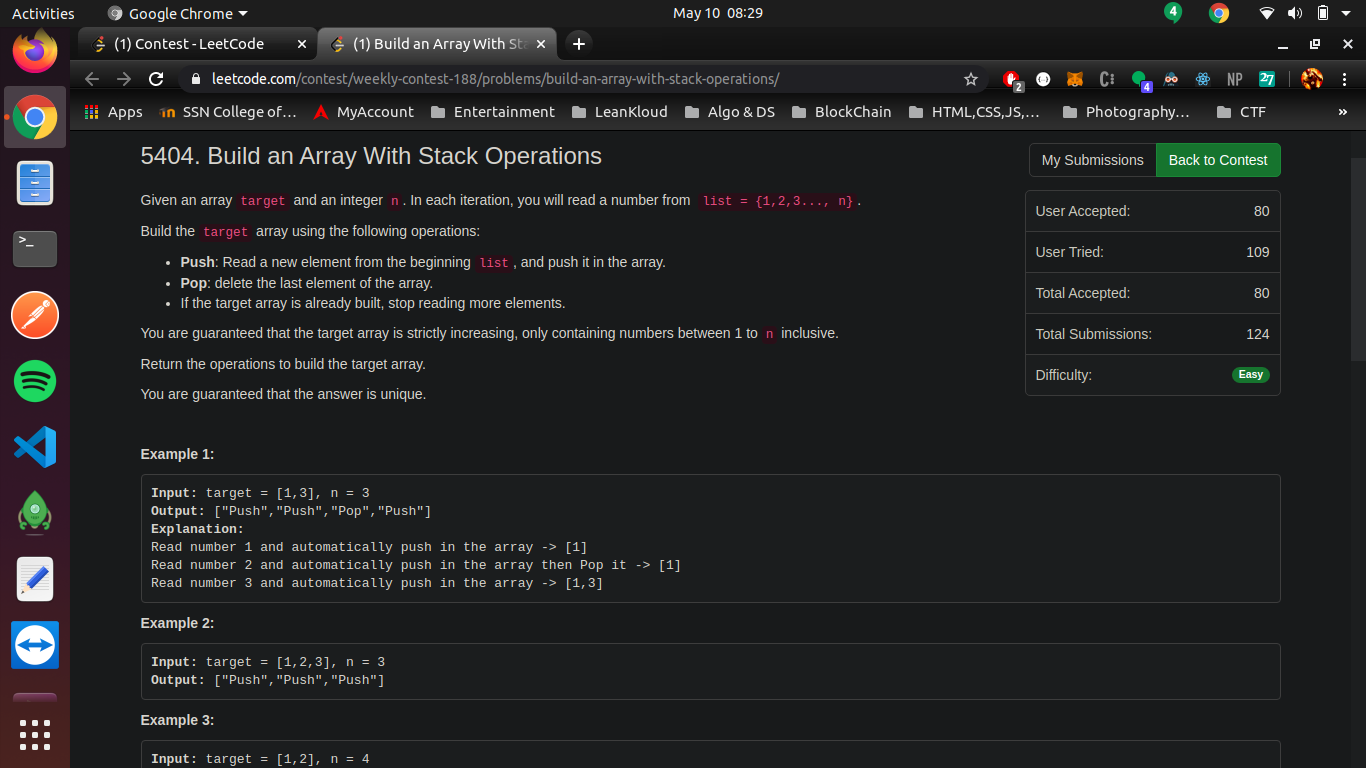 Activities
Google Chrome
May 10 08:29
4
(1) Contest - LeetCode
(1) Build an Array With St
leetcode.com/contest/weekly-contest-188/problems/build-an-array-with-stack-operations/
2
4
NP
27
Apps
SSN College of…
MyAccount
Entertainment
LeanKloud
Algo & DS
BlockChain
HTML,CSS,JS,…
Photography…
CTF
»
5404. Build an Array With Stack Operations
My Submissions
Back to Contest
Given an array target and an integer n. In each iteration, you will read a number from list = {1,2,3..., n}.
Build the target array using the following operations:
• Push: Read a new element from the beginning list, and push it in the array.
• Pop: delete the last element of the array.
• If the target array is already built, stop reading more elements.
You are guaranteed that the target array is strictly increasing, only containing numbers between 1 to n inclusive.
Return the operations to build the target array.
You are guaranteed that the answer is unique.
User Accepted: 80
User Tried: 109
Total Accepted: 80
Total Submissions: 124
Difficulty: Easy
Example 1:
Input: target = [1,3], n = 3
Output: ["Push","Push","Pop","Push"]
Explanation:
Read number 1 and automatically push in the array -> [1]
Read number 2 and automatically push in the array then Pop it -> [1]
Read number 3 and automatically push in the array -> [1,3]
Example 2:
Input: target = [1,2,3], n = 3
Output: ["Push","Push","Push"]
Example 3:
Input: target = [1,2], n = 4